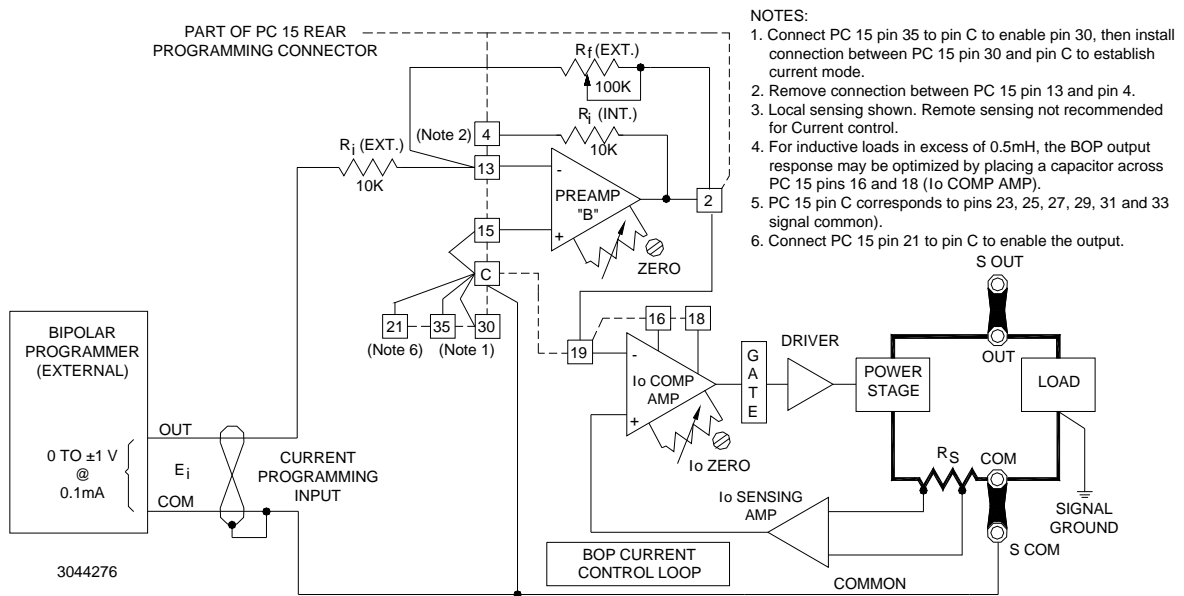 PART OF PC 15 REAR
PROGRAMMING CONNECTOR
Rf (EXT.)
100K
Ri (INT.)
10K
(Note 2)
4
Ri (EXT.)
10K
13
-
PREAMP
"B"
+
2
15
ZERO
C
21
35
30
(Note 6)
(Note 1)
19
16
18
-
Io COMP
AMP
+
Io ZERO
GATE
DRIVER
POWER
STAGE
S OUT
OUT
LOAD
RS
COM
S COM
SIGNAL
GROUND
Io SENSING
AMP
BOP CURRENT
CONTROL LOOP
COMMON
BIPOLAR
PROGRAMMER
(EXTERNAL)
0 TO ±1 V
@
0.1mA
OUT
Ei
COM
CURRENT
PROGRAMMING
INPUT
3044276
NOTES:
1. Connect PC 15 pin 35 to pin C to enable pin 30, then install
connection between PC 15 pin 30 and pin C to establish
current mode.
2. Remove connection between PC 15 pin 13 and pin 4.
3. Local sensing shown. Remote sensing not recommended
for Current control.
4. For inductive loads in excess of 0.5mH, the BOP output
response may be optimized by placing a capacitor across
PC 15 pins 16 and 18 (Io COMP AMP).
5. PC 15 pin C corresponds to pins 23, 25, 27, 29, 31 and 33
signal common).
6. Connect PC 15 pin 21 to pin C to enable the output.